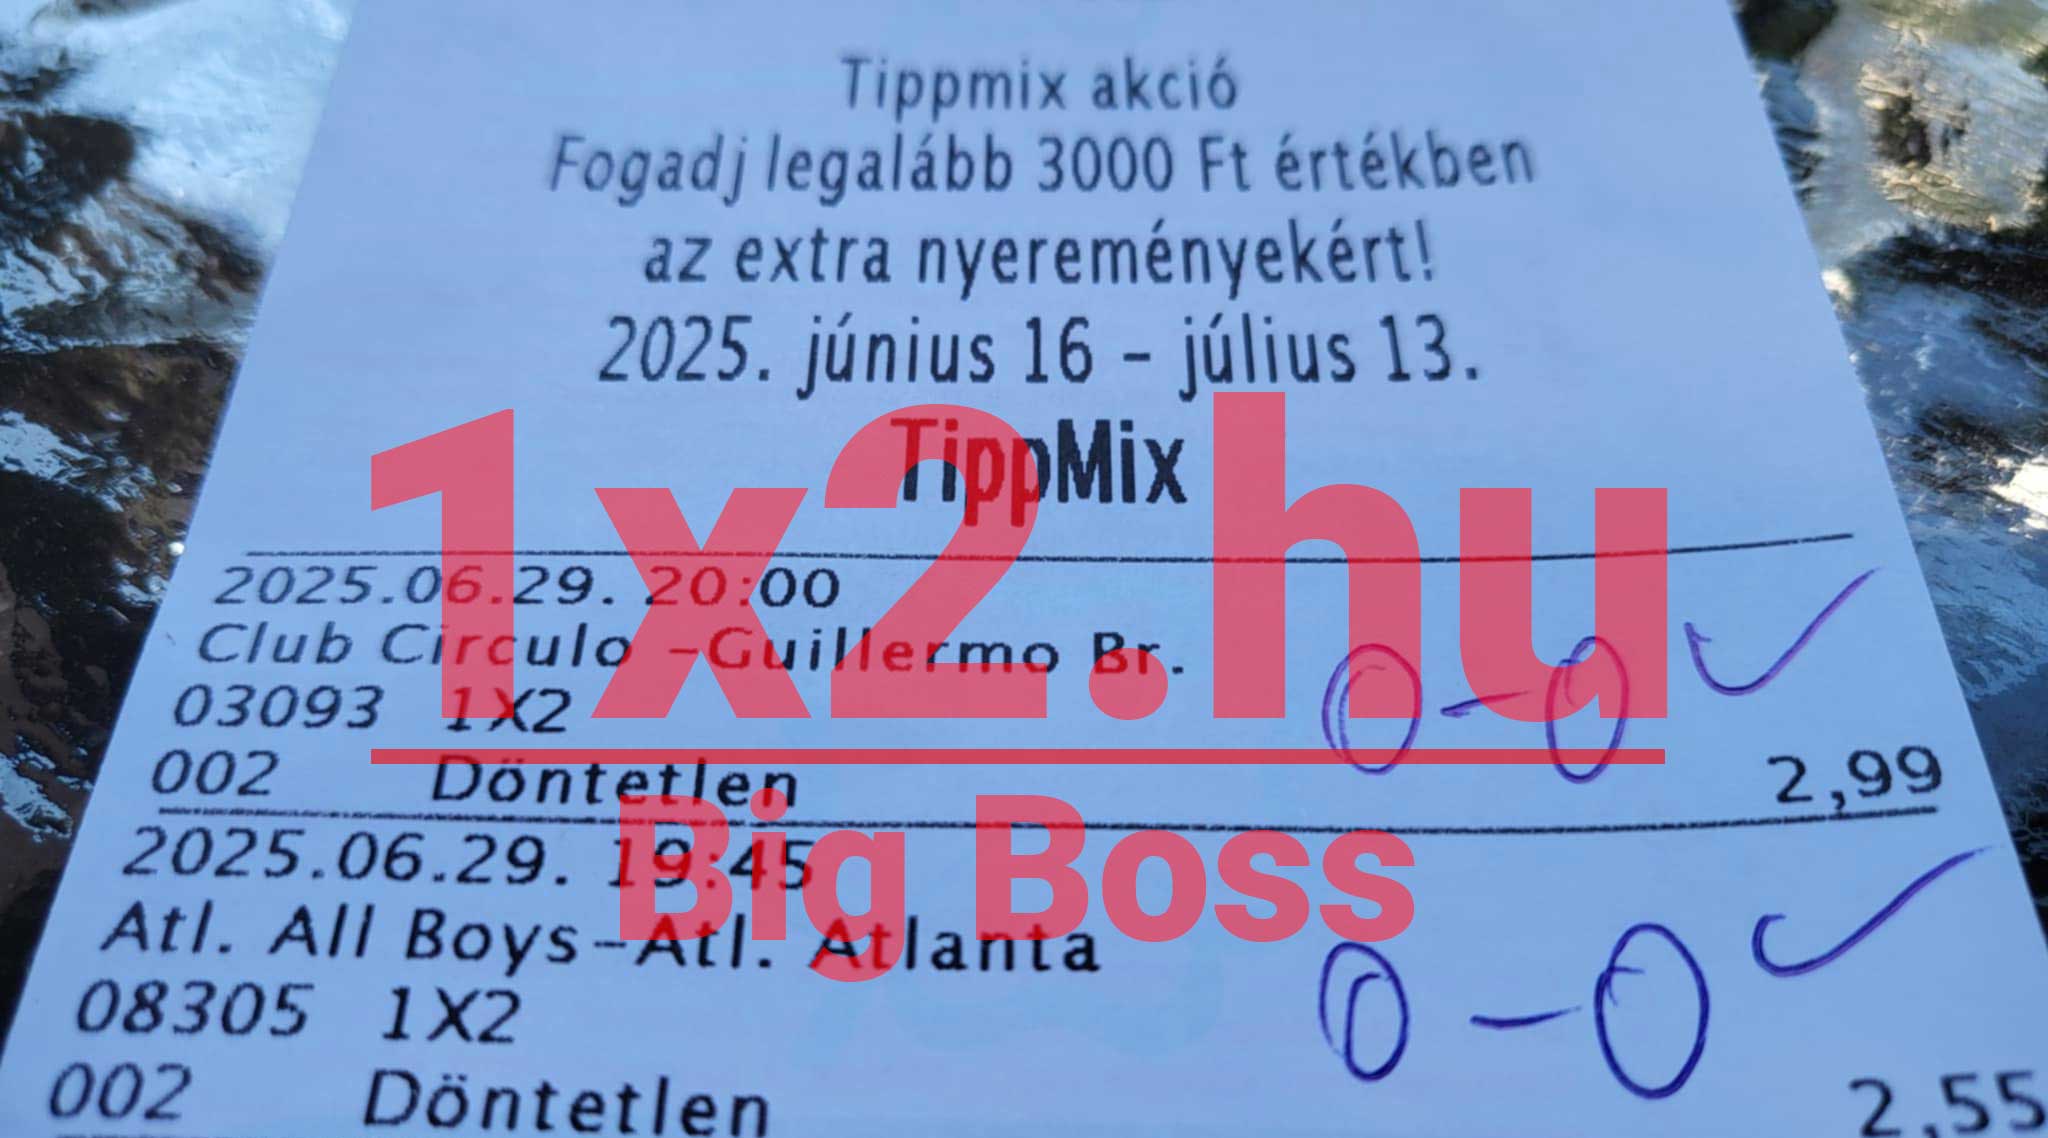 Tippmix akció
Fogadj legalább 3000 Ft értékben
az extra nyereményekért!
2025. június 16 – július 13.
TippMix
1x2.hu
Big Boss
2025.06.29. 20:00
Club Circulo -Guillermo Br.
03093 1X2
0-0 ✓
002 Döntetlen 2,99
2025.06.29. 19:45
Atl. All Boys-Atl. Atlanta
08305 1X2
0-0 ✓
002 Döntetlen 2,55